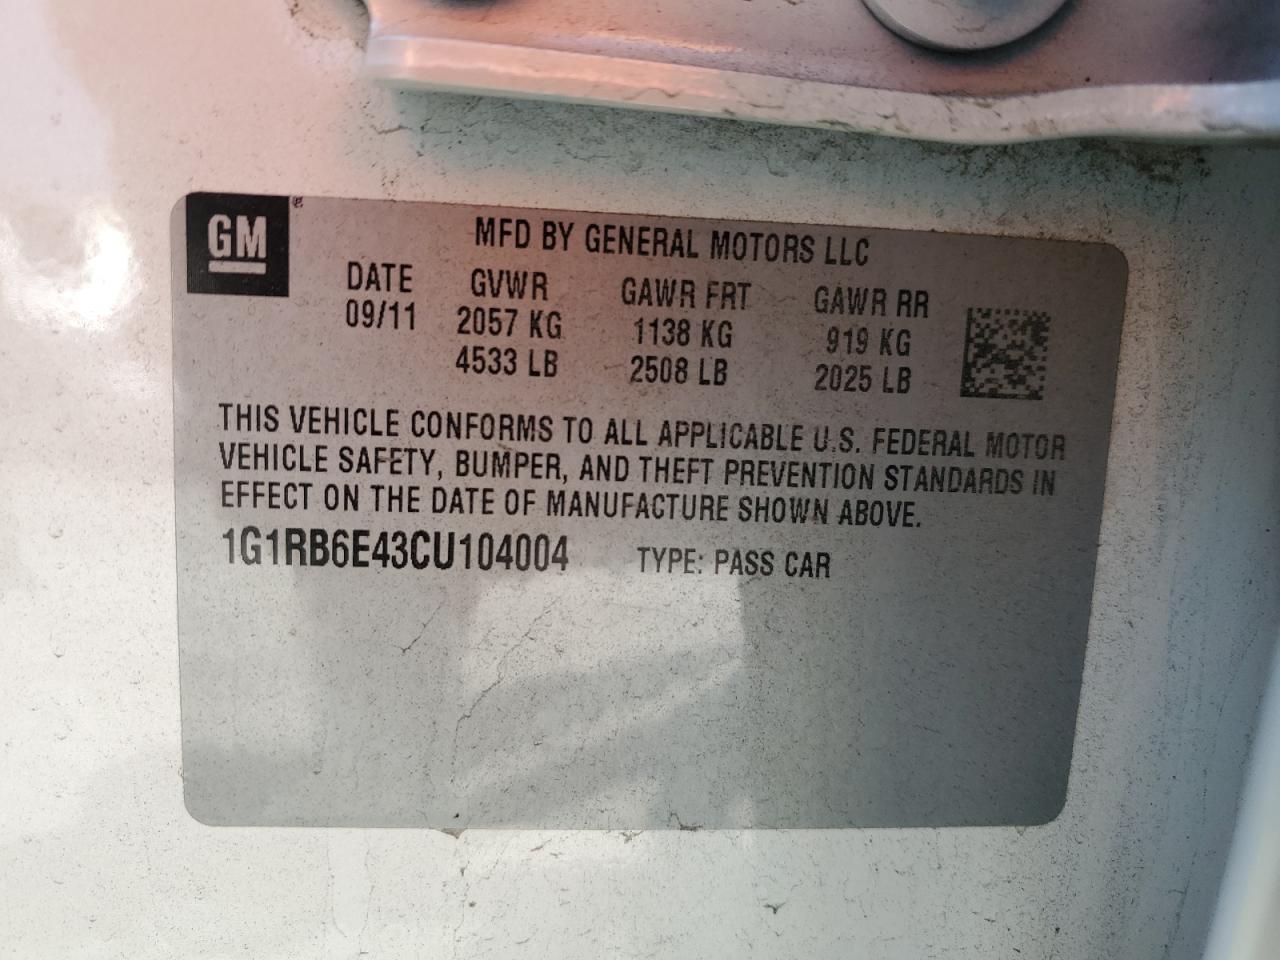 GM ®
MFD BY GENERAL MOTORS LLC
DATE GVWR GAWR FRT GAWR RR
09/11 2057 KG 1138 KG 919 KG
4533 LB 2508 LB 2025 LB
THIS VEHICLE CONFORMS TO ALL APPLICABLE U.S. FEDERAL MOTOR
VEHICLE SAFETY, BUMPER, AND THEFT PREVENTION STANDARDS IN
EFFECT ON THE DATE OF MANUFACTURE SHOWN ABOVE.
1G1RB6E43CU104004 TYPE: PASS CAR